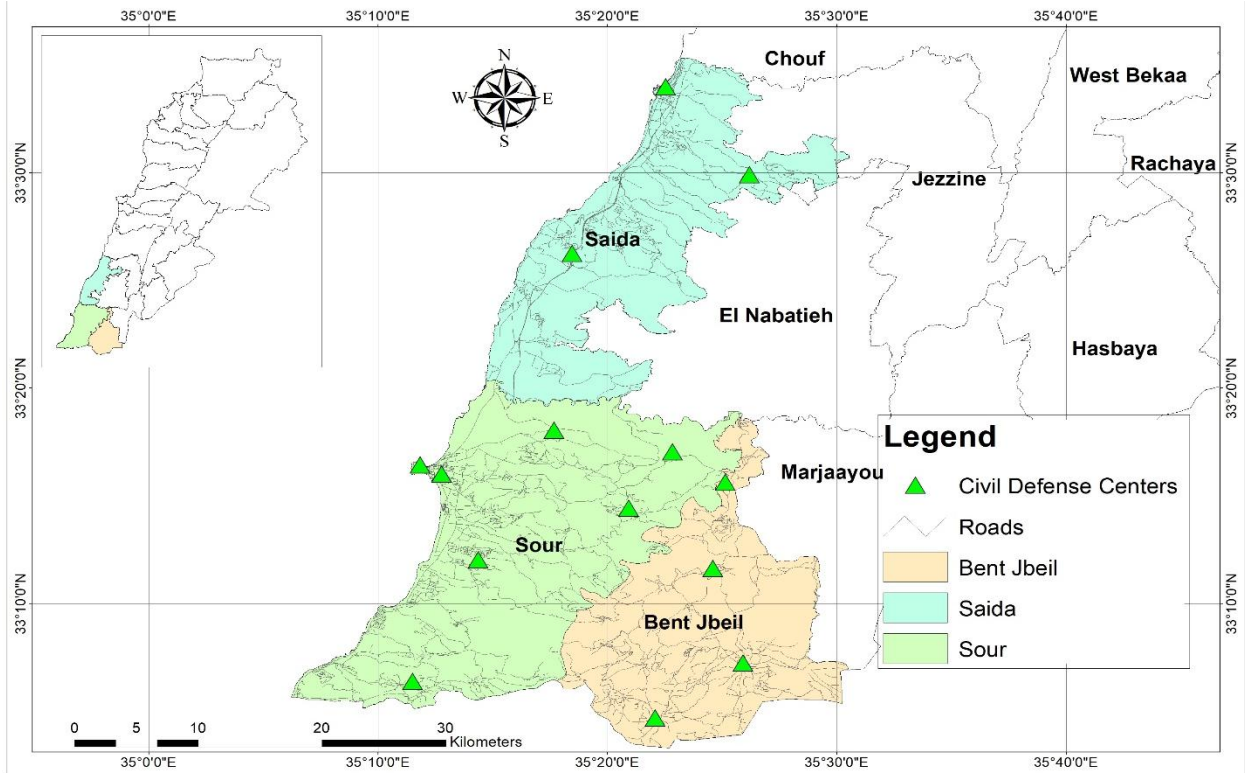 35°0'0"E
35°10'0"E
35°20'0"E
35°30'0"E
35°40'0"E
N
W
E
S
Chouf
West Bekaa
33°30'0"N
33°30'0"N
Rachaya
Jezzine
Saida
El Nabatieh
Hasbaya
33°20'0"N
33°20'0"N
Legend
Marjaayou
Civil Defense Centers
Roads
Bent Jbeil
Saida
Sour
Sour
Bent Jbeil
33°10'0"N
33°10'0"N
0 5 10 20 30
Kilometers
35°0'0"E
35°10'0"E
35°20'0"E
35°30'0"E
35°40'0"E